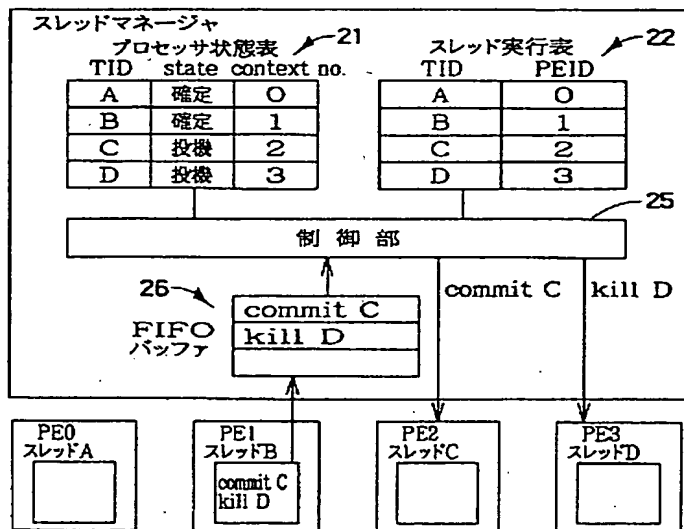 スレッドマネージャ
プロセッサ状態表 21
TID state context no.
A 確定 0
B 確定 1
C 投機 2
D 投機 3
スレッド実行表 22
TID PEID
A 0
B 1
C 2
D 3
25
制御部
26
FIFO
バッファ
commit C
kill D
commit C
kill D
PE0
スレッドA
PE1
スレッドB
commit C
kill D
PE2
スレッドC
PE3
スレッドD